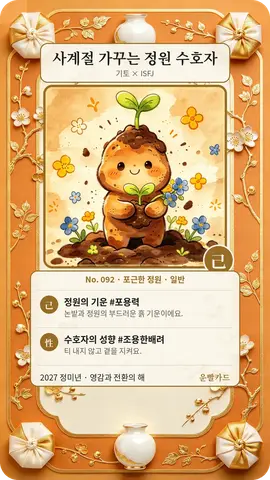 사계절 가꾸는 정원 수호자
기토 × ISFJ
己
No. 092 · 포근한 정원 · 일반
己
정원의 기운 #포용력
논밭과 정원의 부드러운 흙 기운이에요.
性
수호자의 성향 #조용한배려
티 내지 않고 곁을 지켜요.
2027 정미년 · 영감과 전환의 해
운빨카드